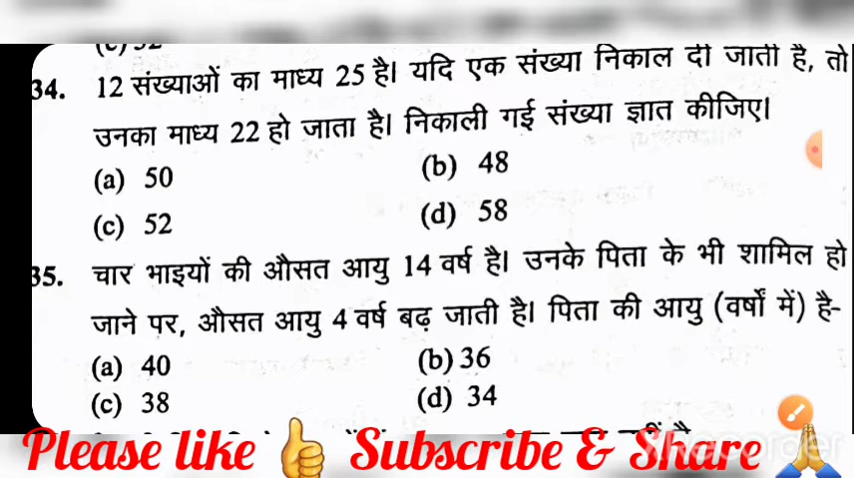 34. 12 संख्याओं का माध्य 25 है। यदि एक संख्या निकाल दी जाती है, तो
उनका माध्य 22 हो जाता है। निकाली गई संख्या ज्ञात कीजिए।
(a) 50 (b) 48
(c) 52 (d) 58
35. चार भाइयों की औसत आयु 14 वर्ष है। उनके पिता के भी शामिल हो
जाने पर, औसत आयु 4 वर्ष बढ़ जाती है। पिता की आयु (वर्षों में) है-
(a) 40 (b) 36
(c) 38 (d) 34
Please like Subscribe & Share